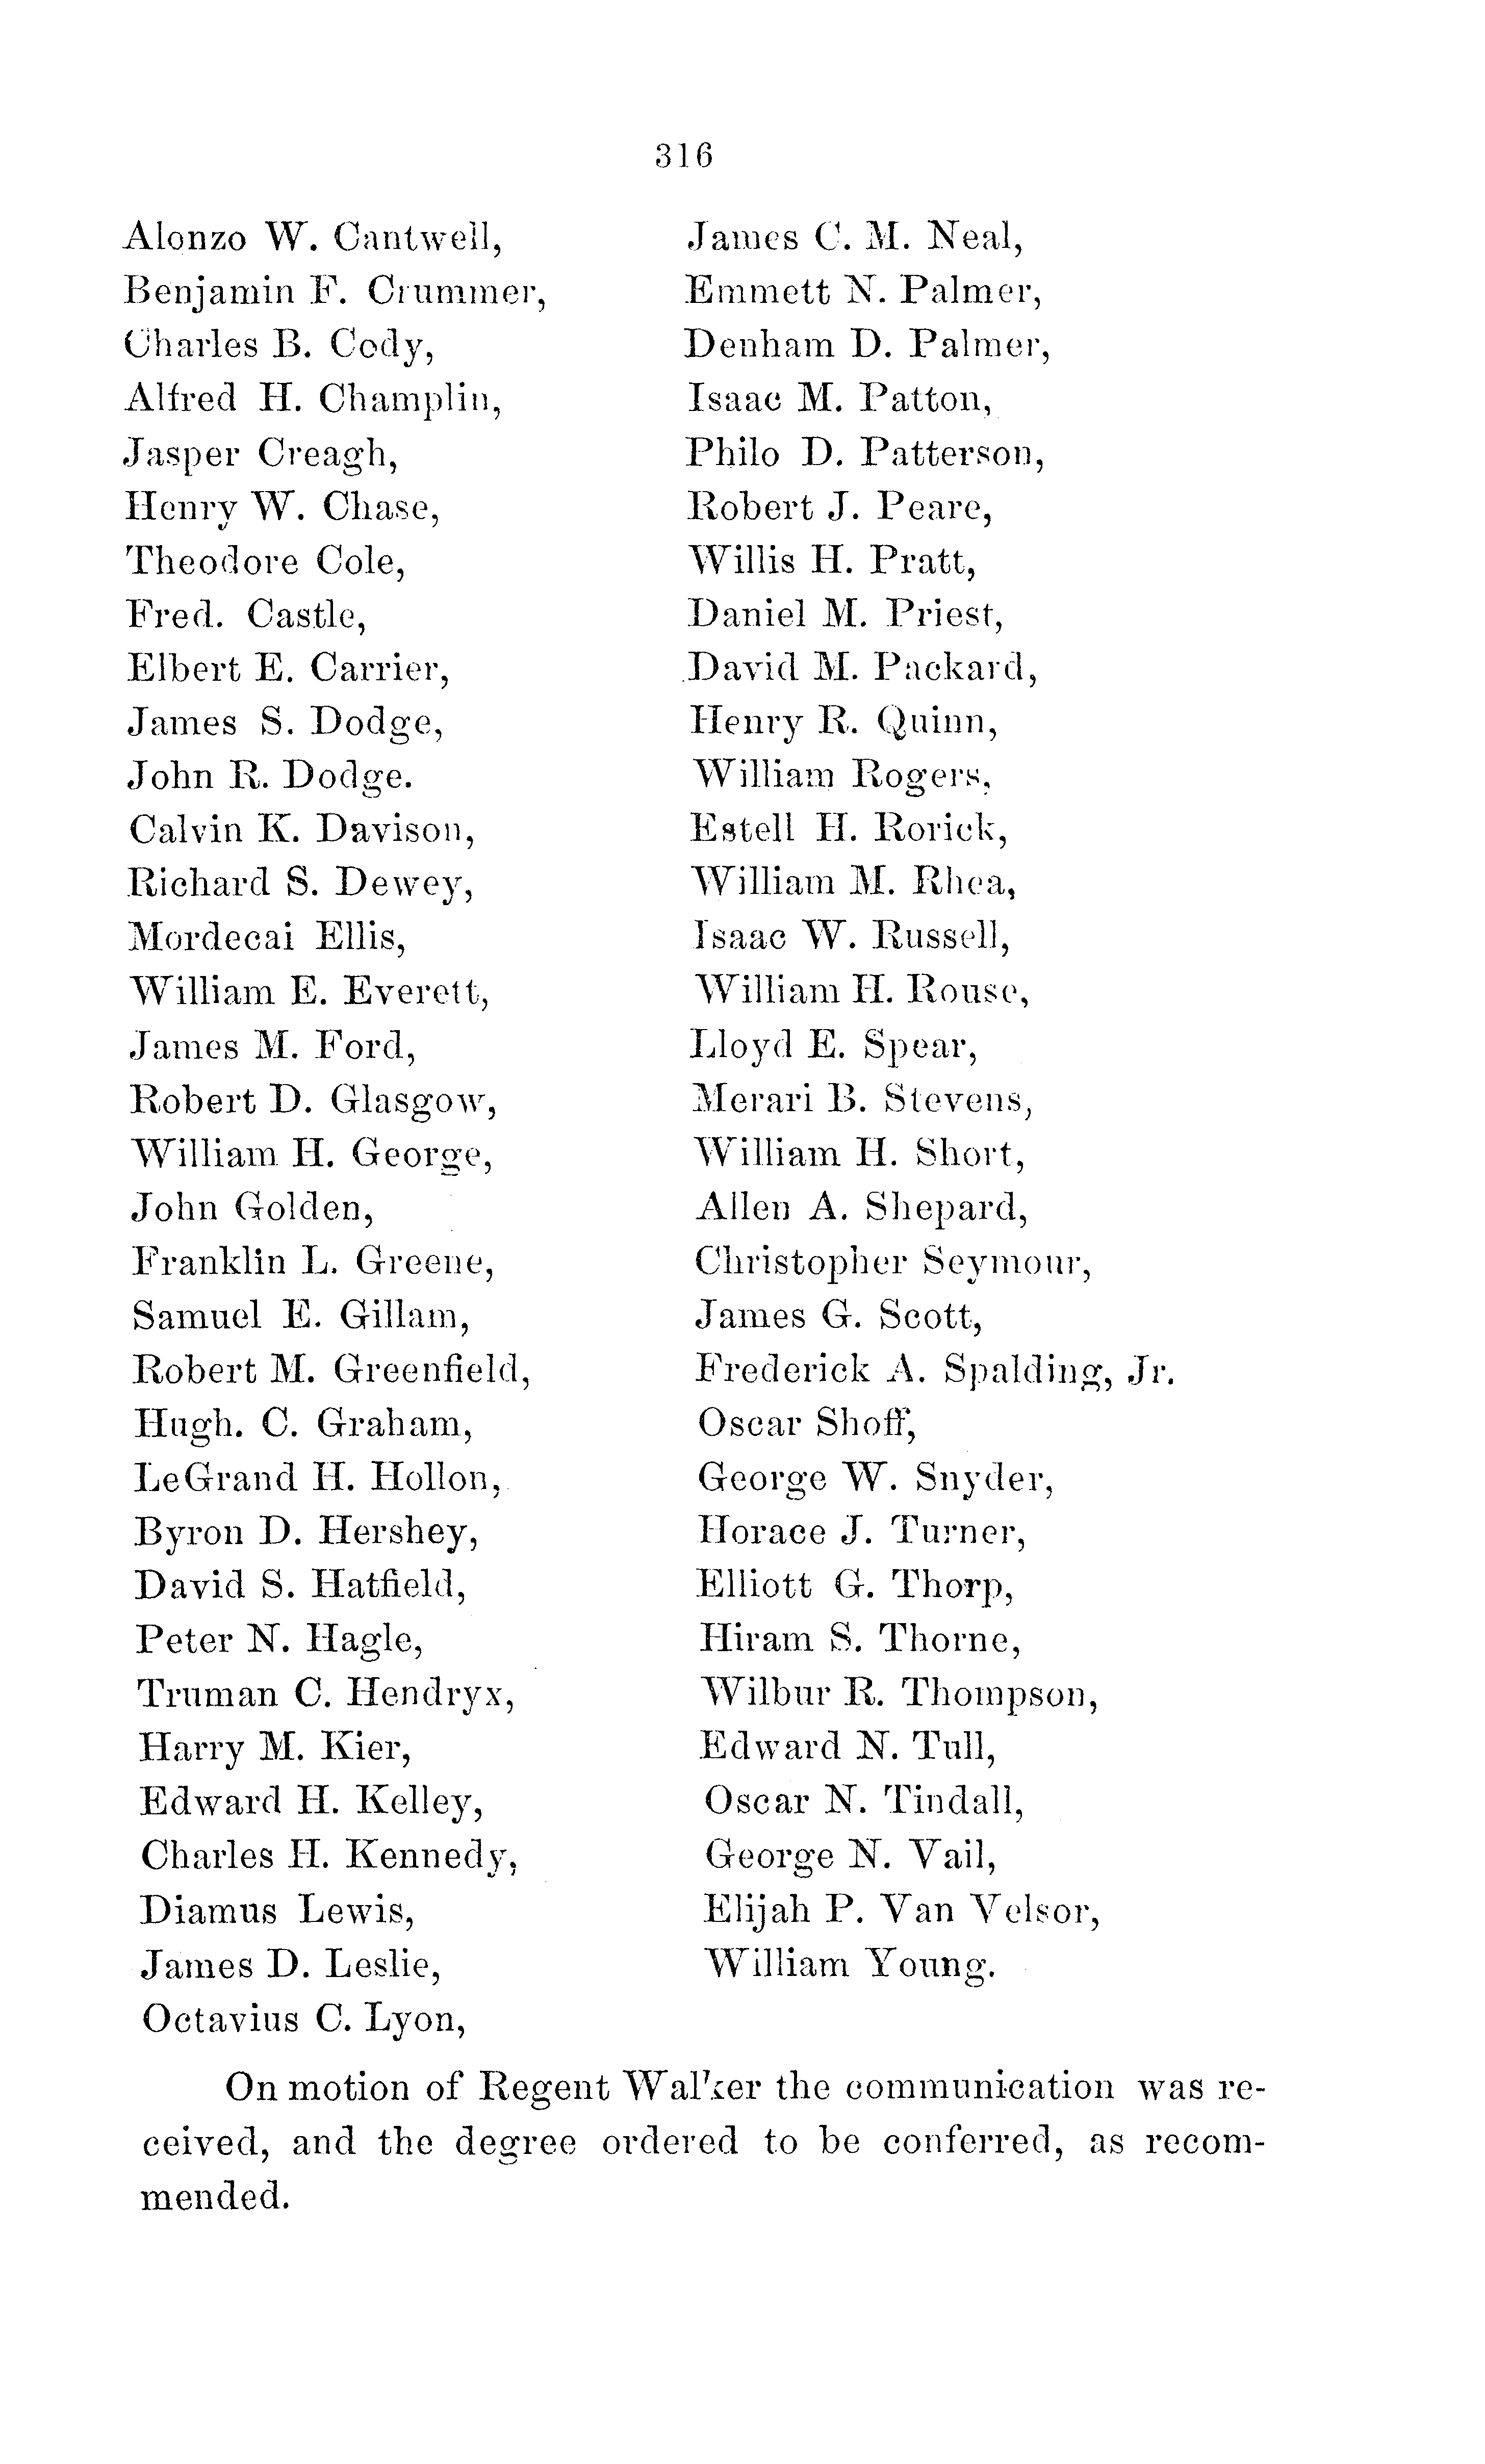 316
Alonzo W. Cantwell,
Benjamin F. Crummer,
Charles B. Cody,
Alfred H. Champlin,
Jasper Creagh,
Henry W. Chase,
Theodore Cole,
Fred. Castle,
Elbert E. Carrier,
James S. Dodge,
John R. Dodge.
Calvin K. Davison,
Richard S. Dewey,
Mordecai Ellis,
William E. Everett,
James M. Ford,
Robert D. Glasgow,
William H. George,
John Golden,
Franklin L. Greene,
Samuel E. Gillam,
Robert M. Greenfield,
Hugh. C. Graham,
LeGrand H. Hollon,
Byron D. Hershey,
David S. Hatfield,
Peter N. Hagle,
Truman C. Hendryx,
Harry M. Kier,
Edward H. Kelley,
Charles H. Kennedy,
Diamus Lewis,
James D. Leslie,
Octavius C. Lyon,
James C. M. Neal,
Emmett N. Palmer,
Denham D. Palmer,
Isaac M. Patton,
Philo D. Patterson,
Robert J. Peare,
Willis H. Pratt,
Daniel M. Priest,
David M. Packard,
Henry R. Quinn,
William Rogers,
Estell H. Rorick,
William M. Rhea,
Isaac W. Russell,
William H. Rouse,
Lloyd E. Spear,
Merari B. Stevens,
William H. Short,
Allen A. Shepard,
Christopher Seymour,
James G. Scott,
Frederick A. Spalding, Jr.
Oscar Shoff,
George W. Snyder,
Horace J. Turner,
Elliott G. Thorp,
Hiram S. Thorne,
Wilbur R. Thompson,
Edward N. Tull,
Oscar N. Tindall,
George N. Vail,
Elijah P. Van Velsor,
William Young.
On motion of Regent Walker the communication was re-
ceived, and the degree ordered to be conferred, as recom-
mended.